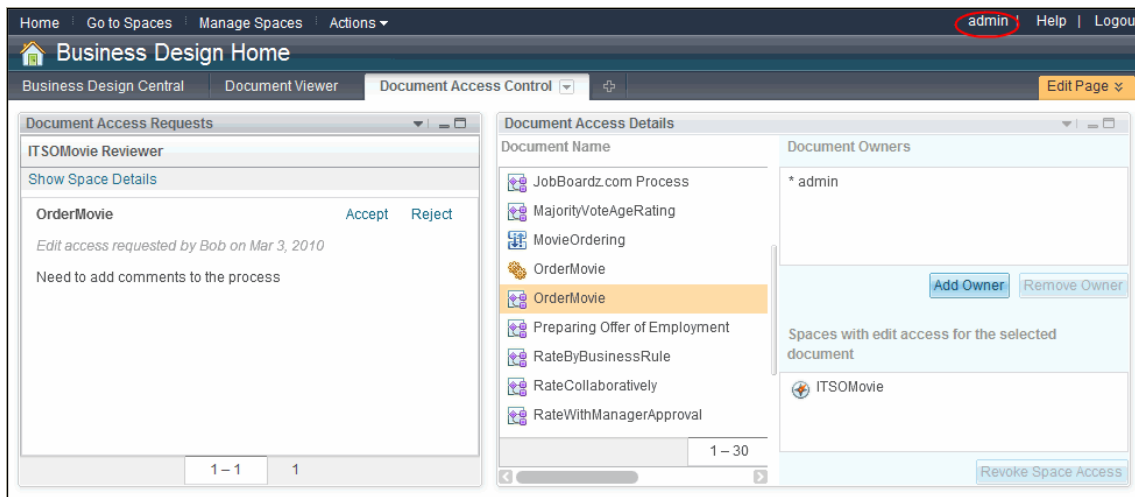 Home Go to Spaces Manage Spaces Actions admin | Help | Logou
Business Design Home
Business Design Central Document Viewer Document Access Control Edit Page
Document Access Requests
ITSOMovie Reviewer
Show Space Details
OrderMovie Accept Reject
Edit access requested by Bob on Mar 3, 2010
Need to add comments to the process
1 – 1 1
Document Access Details
Document Name
JobBoardz.com Process
MajorityVoteAgeRating
MovieOrdering
OrderMovie
OrderMovie
Preparing Offer of Employment
RateByBusinessRule
RateCollaboratively
RateWithManagerApproval
1 – 30
Document Owners
* admin
Add Owner Remove Owner
Spaces with edit access for the selected
document
ITSOMovie
Revoke Space Access